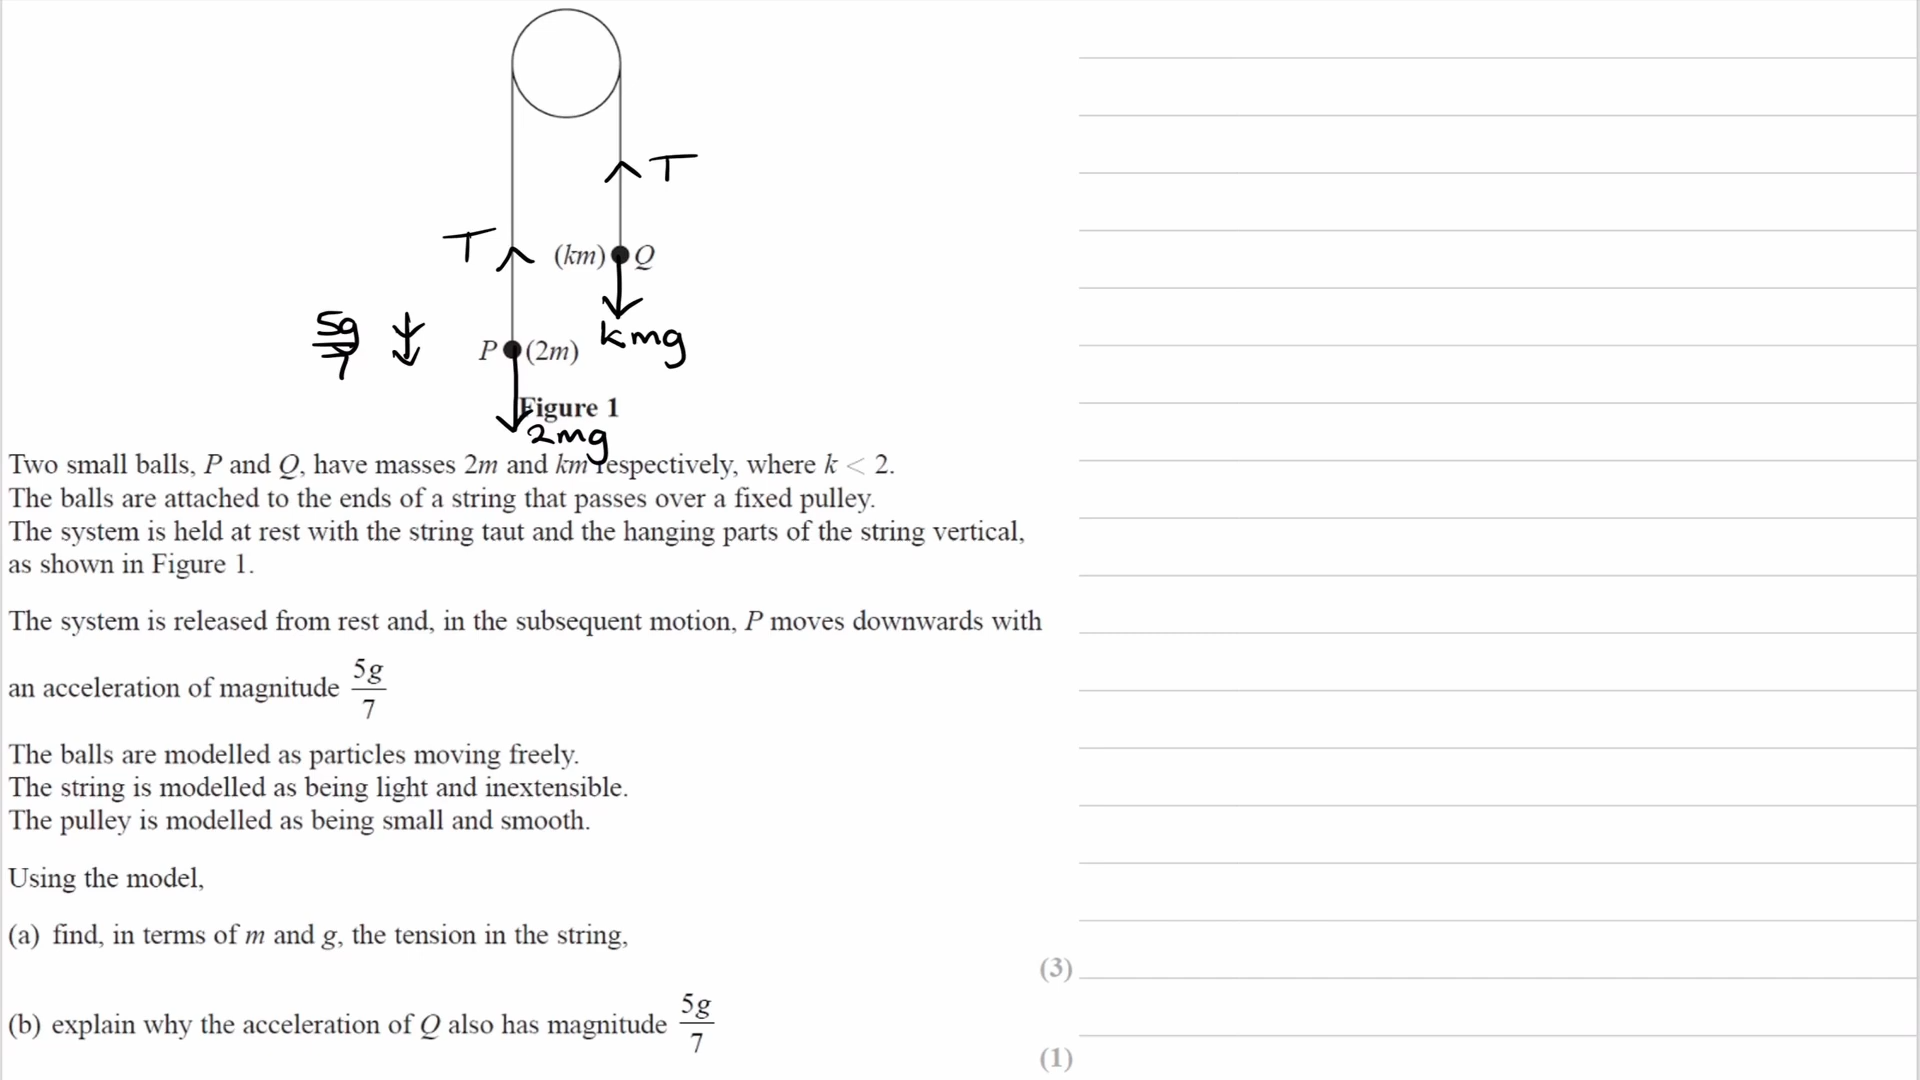 T
T
(km) Q
5g/7
kmg
P (2m)
Figure 1
2mg
Two small balls, P and Q, have masses 2m and km respectively, where k < 2.
The balls are attached to the ends of a string that passes over a fixed pulley.
The system is held at rest with the string taut and the hanging parts of the string vertical,
as shown in Figure 1.
The system is released from rest and, in the subsequent motion, P moves downwards with
an acceleration of magnitude 5g/7
The balls are modelled as particles moving freely.
The string is modelled as being light and inextensible.
The pulley is modelled as being small and smooth.
Using the model,
(a) find, in terms of m and g, the tension in the string,
(3)
(b) explain why the acceleration of Q also has magnitude 5g/7
(1)